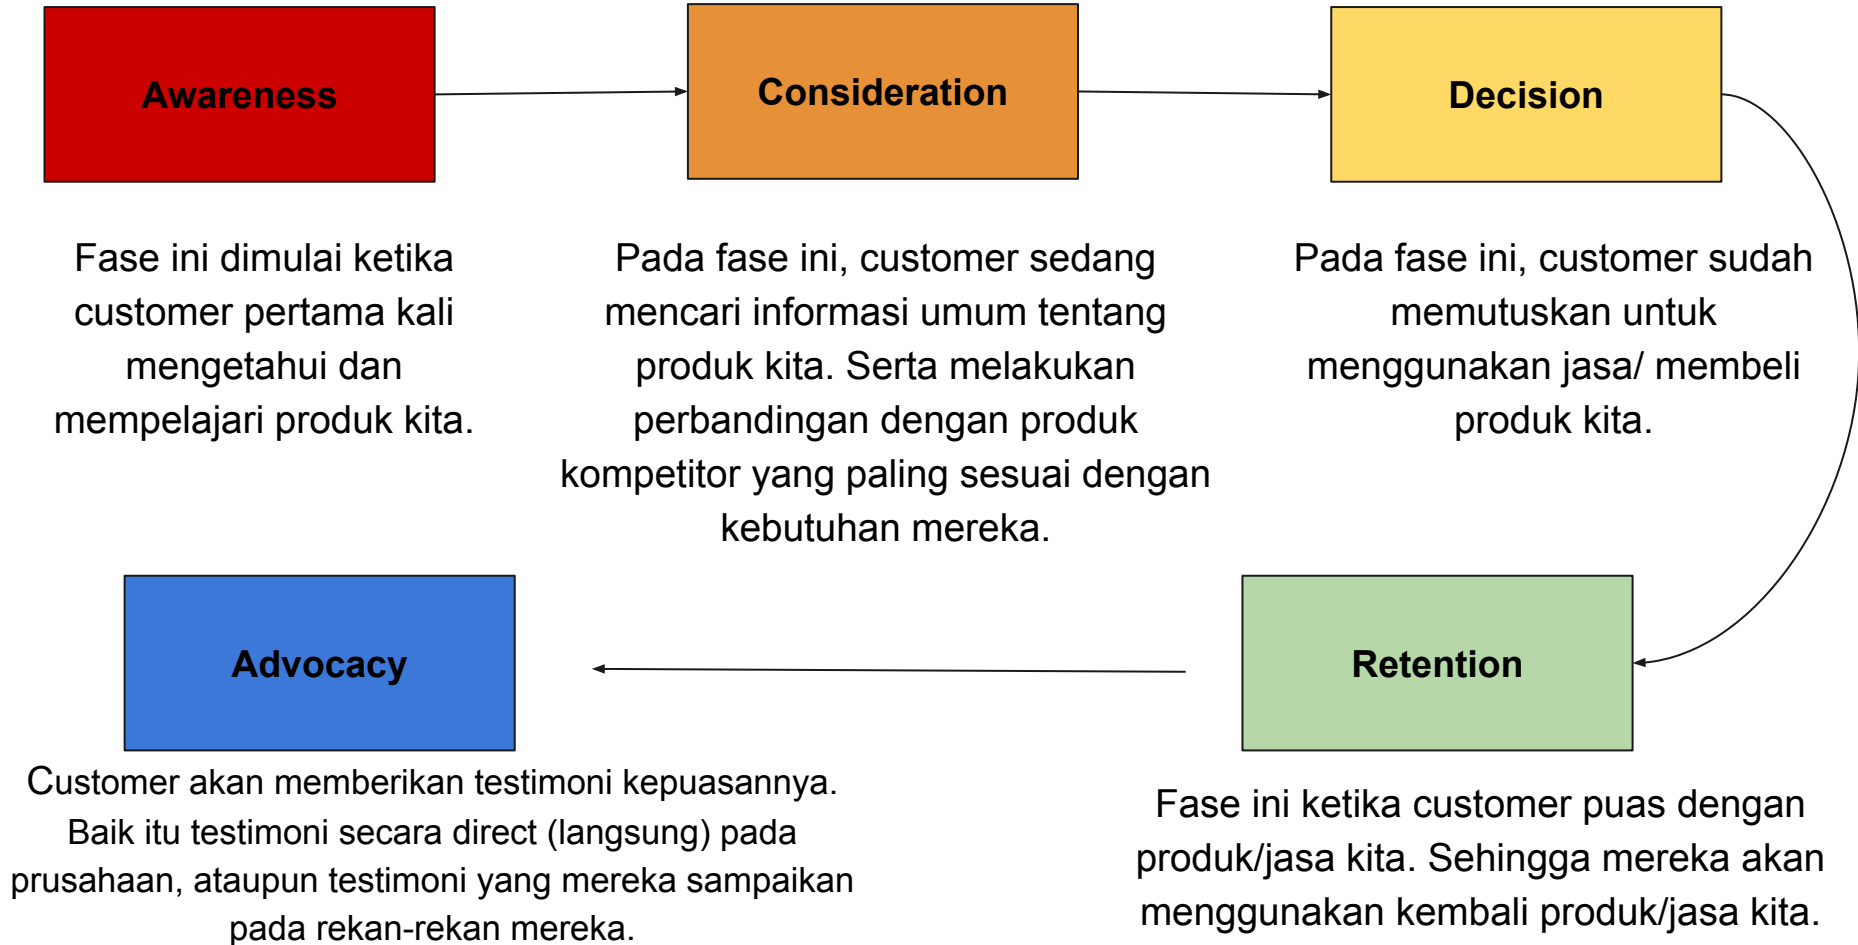 Awareness
Consideration
Decision
Fase ini dimulai ketika
customer pertama kali
mengetahui dan
mempelajari produk kita.
Pada fase ini, customer sedang
mencari informasi umum tentang
produk kita. Serta melakukan
perbandingan dengan produk
kompetitor yang paling sesuai dengan
kebutuhan mereka.
Pada fase ini, customer sudah
memutuskan untuk
menggunakan jasa/ membeli
produk kita.
Advocacy
Retention
Customer akan memberikan testimoni kepuasannya.
Baik itu testimoni secara direct (langsung) pada
prusahaan, ataupun testimoni yang mereka sampaikan
pada rekan-rekan mereka.
Fase ini ketika customer puas dengan
produk/jasa kita. Sehingga mereka akan
menggunakan kembali produk/jasa kita.